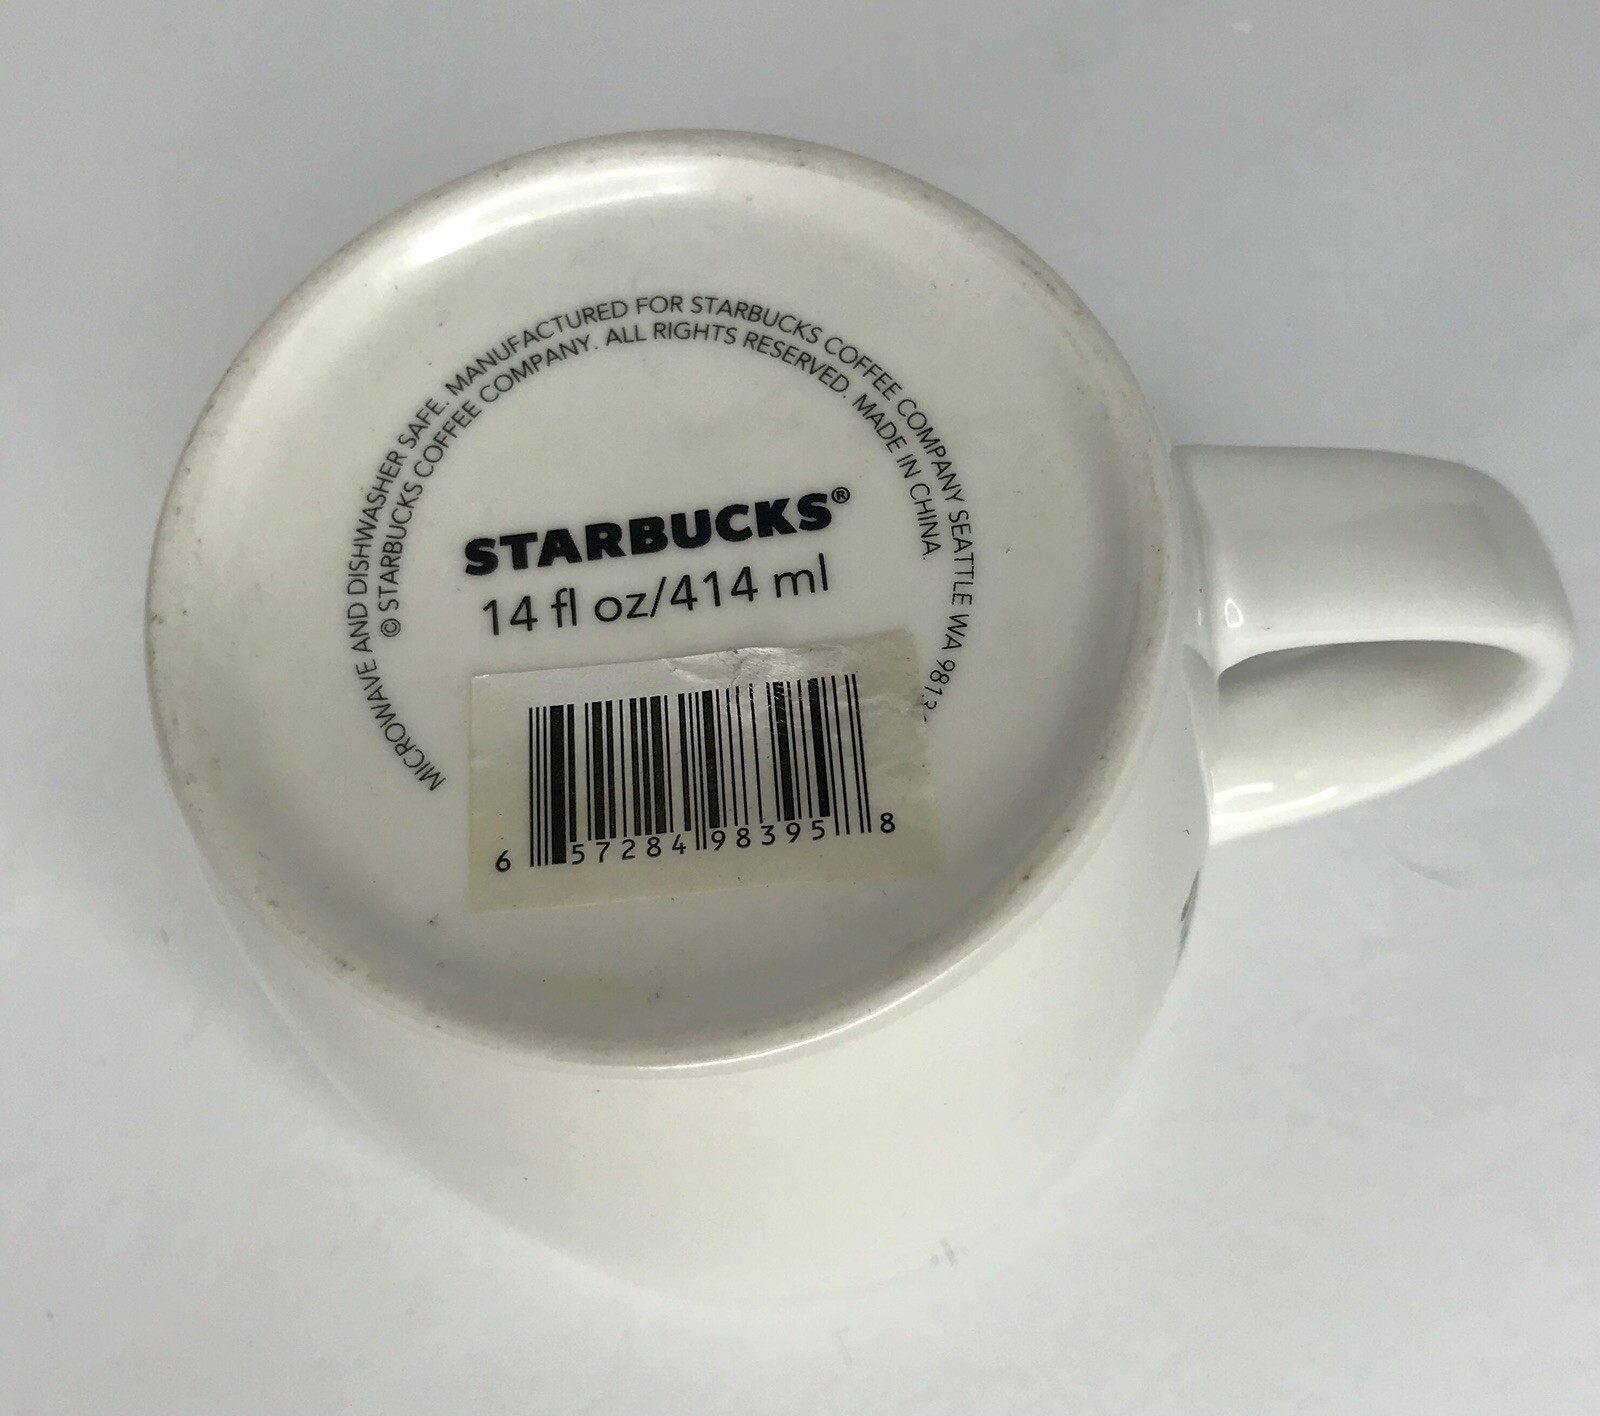 MICROWAVE AND DISHWASHER SAFE. MANUFACTURED FOR STARBUCKS COFFEE COMPANY SEATTLE WA
© STARBUCKS COFFEE COMPANY. ALL RIGHTS RESERVED. MADE IN CHINA.
STARBUCKS®
14 fl oz/414 ml
6 57284 98395 8